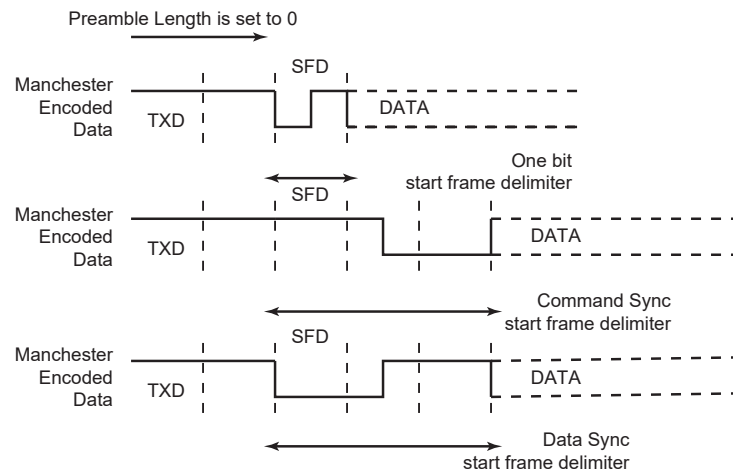 Preamble Length is set to 0
SFD
Manchester
Encoded
Data
TXD
DATA
One bit
start frame delimiter
SFD
Manchester
Encoded
Data
TXD
DATA
Command Sync
start frame delimiter
SFD
Manchester
Encoded
Data
TXD
DATA
Data Sync
start frame delimiter